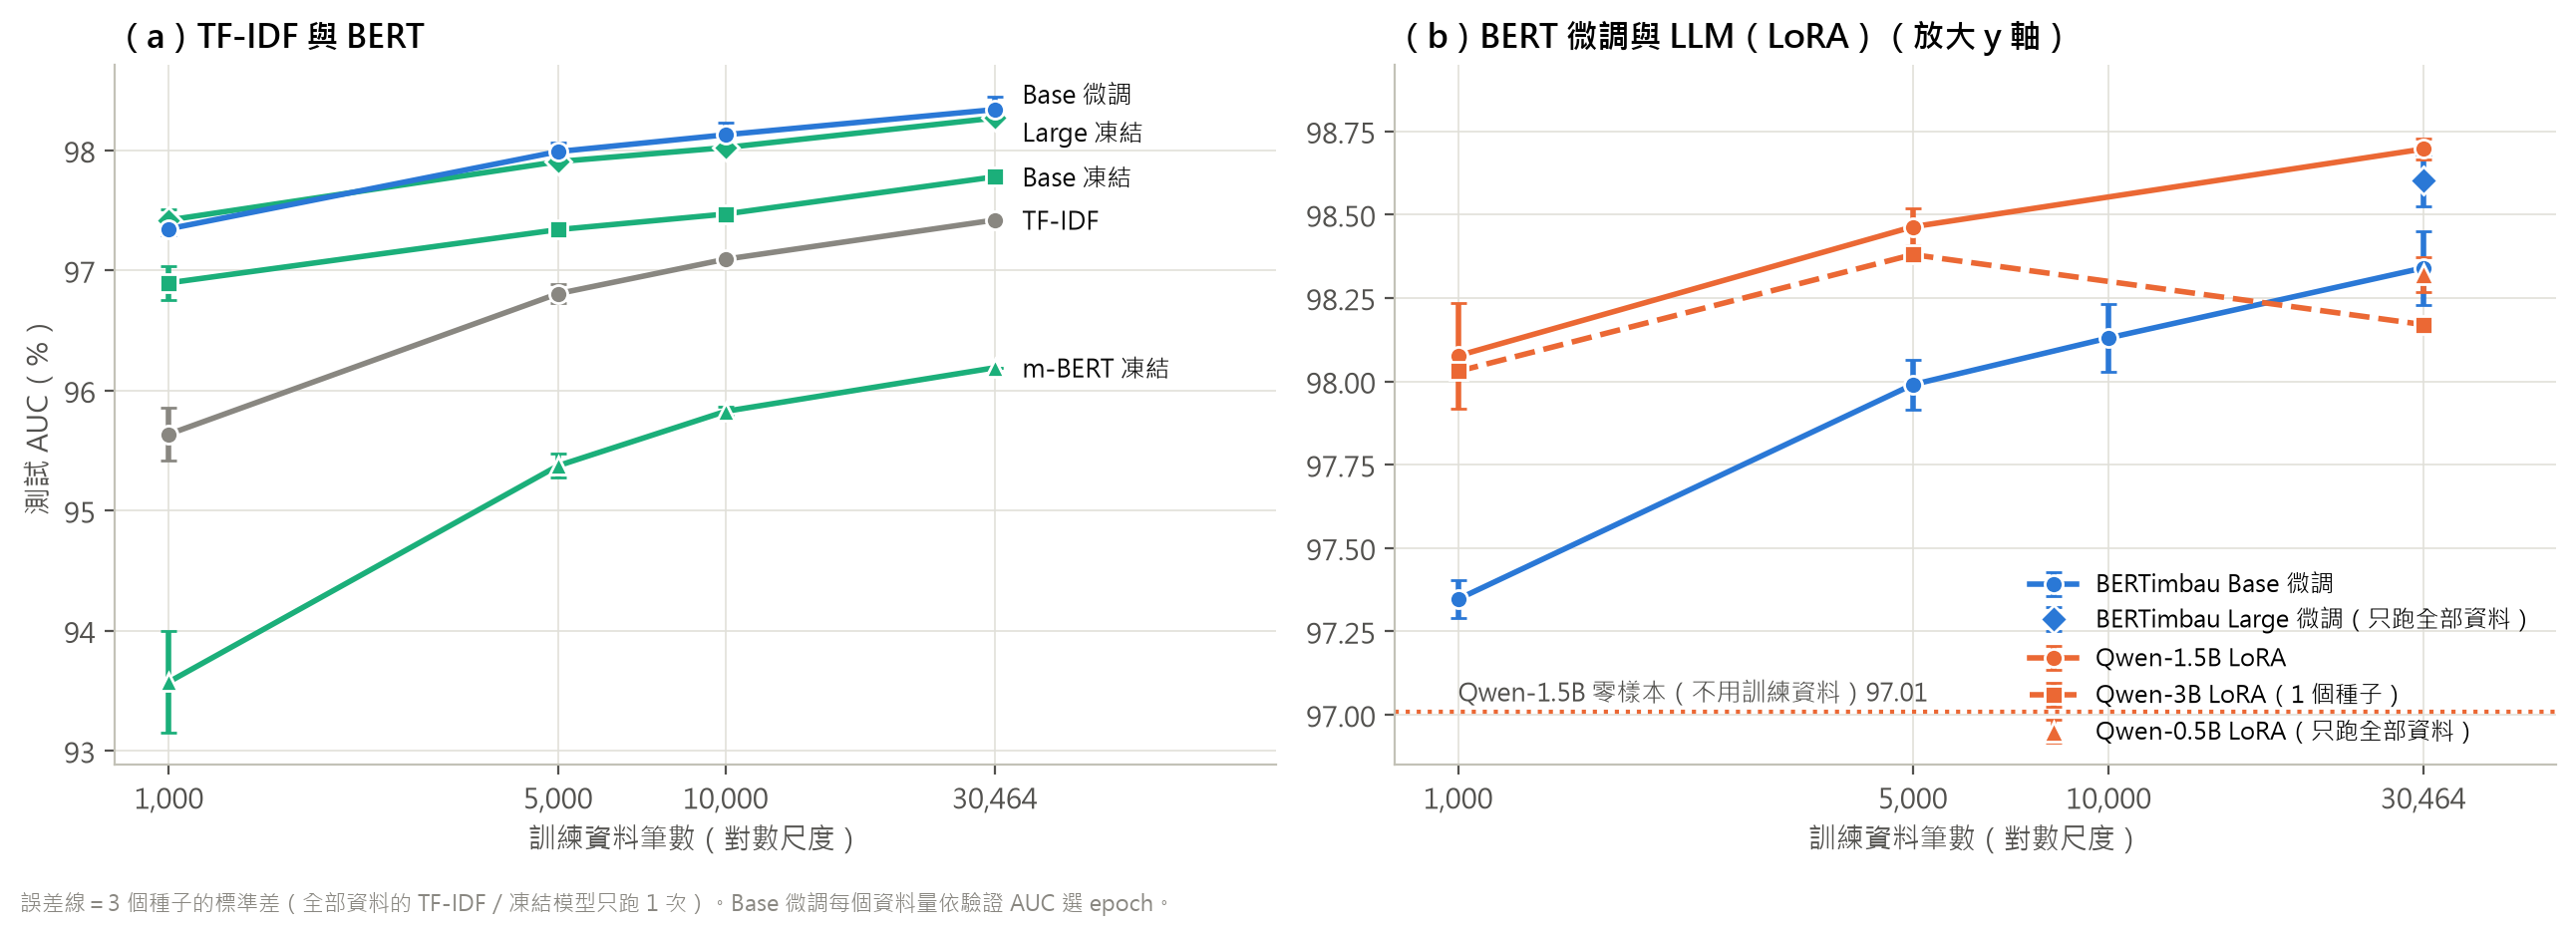 （a）TF-IDF 與 BERT
測試 AUC（%）
98
97
96
95
94
93
Base 微調
Large 凍結
Base 凍結
TF-IDF
m-BERT 凍結
1,000
5,000
10,000
30,464
訓練資料筆數（對數尺度）
（b）BERT 微調與 LLM（LoRA）（放大 y 軸）
98.75
98.50
98.25
98.00
97.75
97.50
97.25
97.00
BERTimbau Base 微調
BERTimbau Large 微調（只跑全部資料）
Qwen-1.5B LoRA
Qwen-3B LoRA（1 個種子）
Qwen-0.5B LoRA（只跑全部資料）
Qwen-1.5B 零樣本（不用訓練資料）97.01
1,000
5,000
10,000
30,464
訓練資料筆數（對數尺度）
誤差線＝3 個種子的標準差（全部資料的 TF-IDF / 凍結模型只跑 1 次）。Base 微調每個資料量依驗證 AUC 選 epoch。